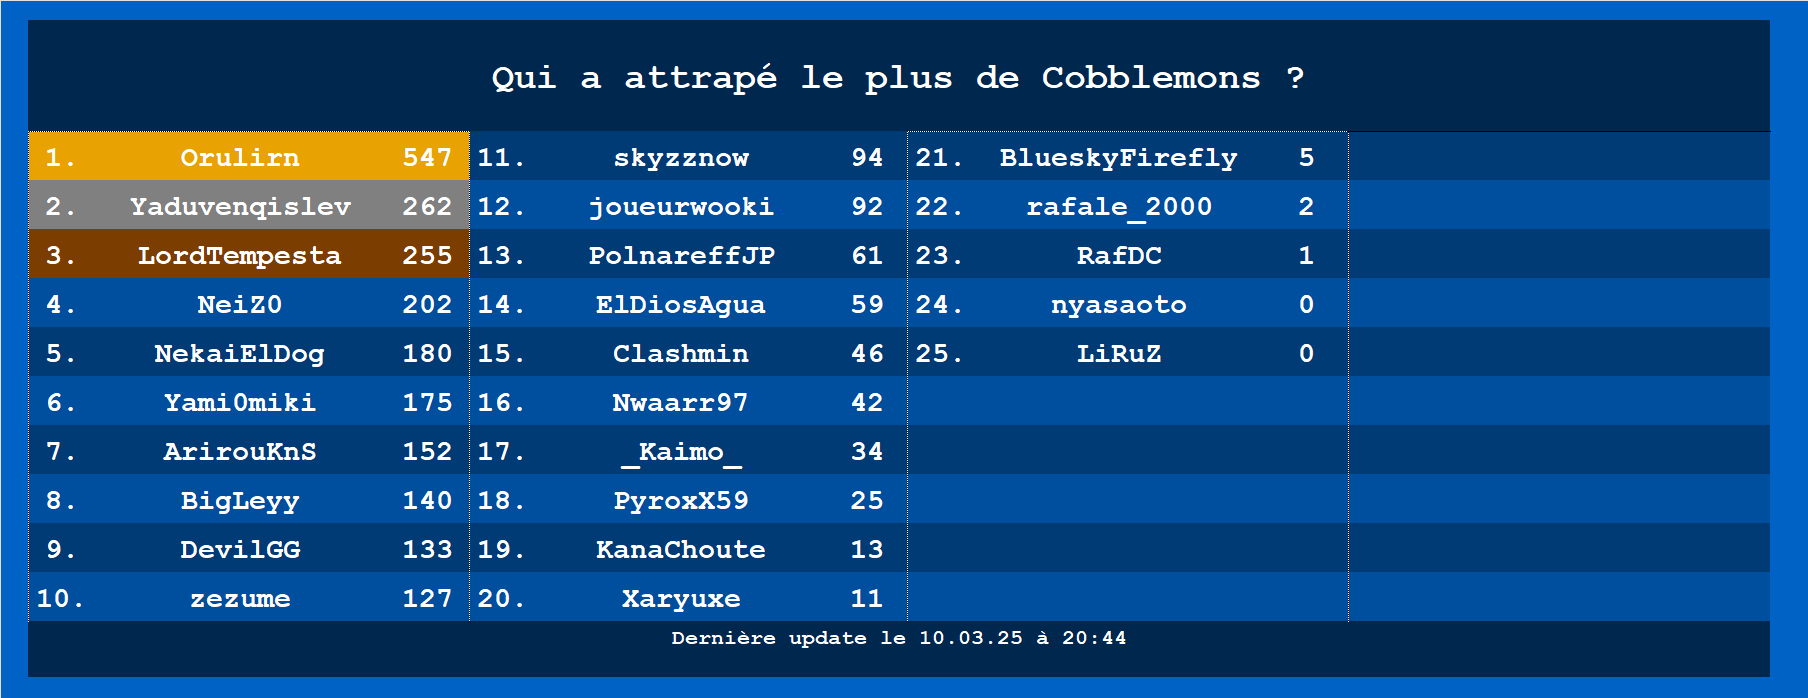 Qui a attrapé le plus de Cobblemons ?
1. Orulirn 547
2. Yaduvenqislev 262
3. LordTempesta 255
4. NeiZ0 202
5. NekaiElDog 180
6. Yami0miki 175
7. ArirouKnS 152
8. BigLeyy 140
9. DevilGG 133
10. zezume 127
11. skyzznow 94
12. joueurwooki 92
13. PolnareffJP 61
14. ElDiosAgua 59
15. Clashmin 46
16. Nwaarr97 42
17. _Kaimo_ 34
18. PyroxX59 25
19. KanaChoute 13
20. Xaryuxe 11
21. BlueskyFirefly 5
22. rafale_2000 2
23. RafDC 1
24. nyasaoto 0
25. LiRuZ 0
Dernière update le 10.03.25 à 20:44